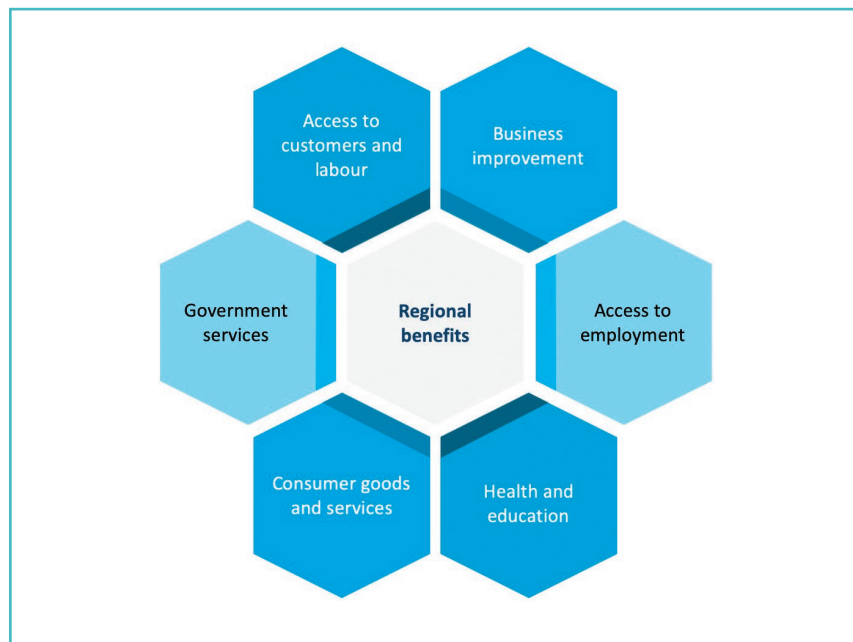 Access to
customers and
labour
Business
improvement
Government
services
Regional
benefits
Access to
employment
Consumer goods
and services
Health and
education